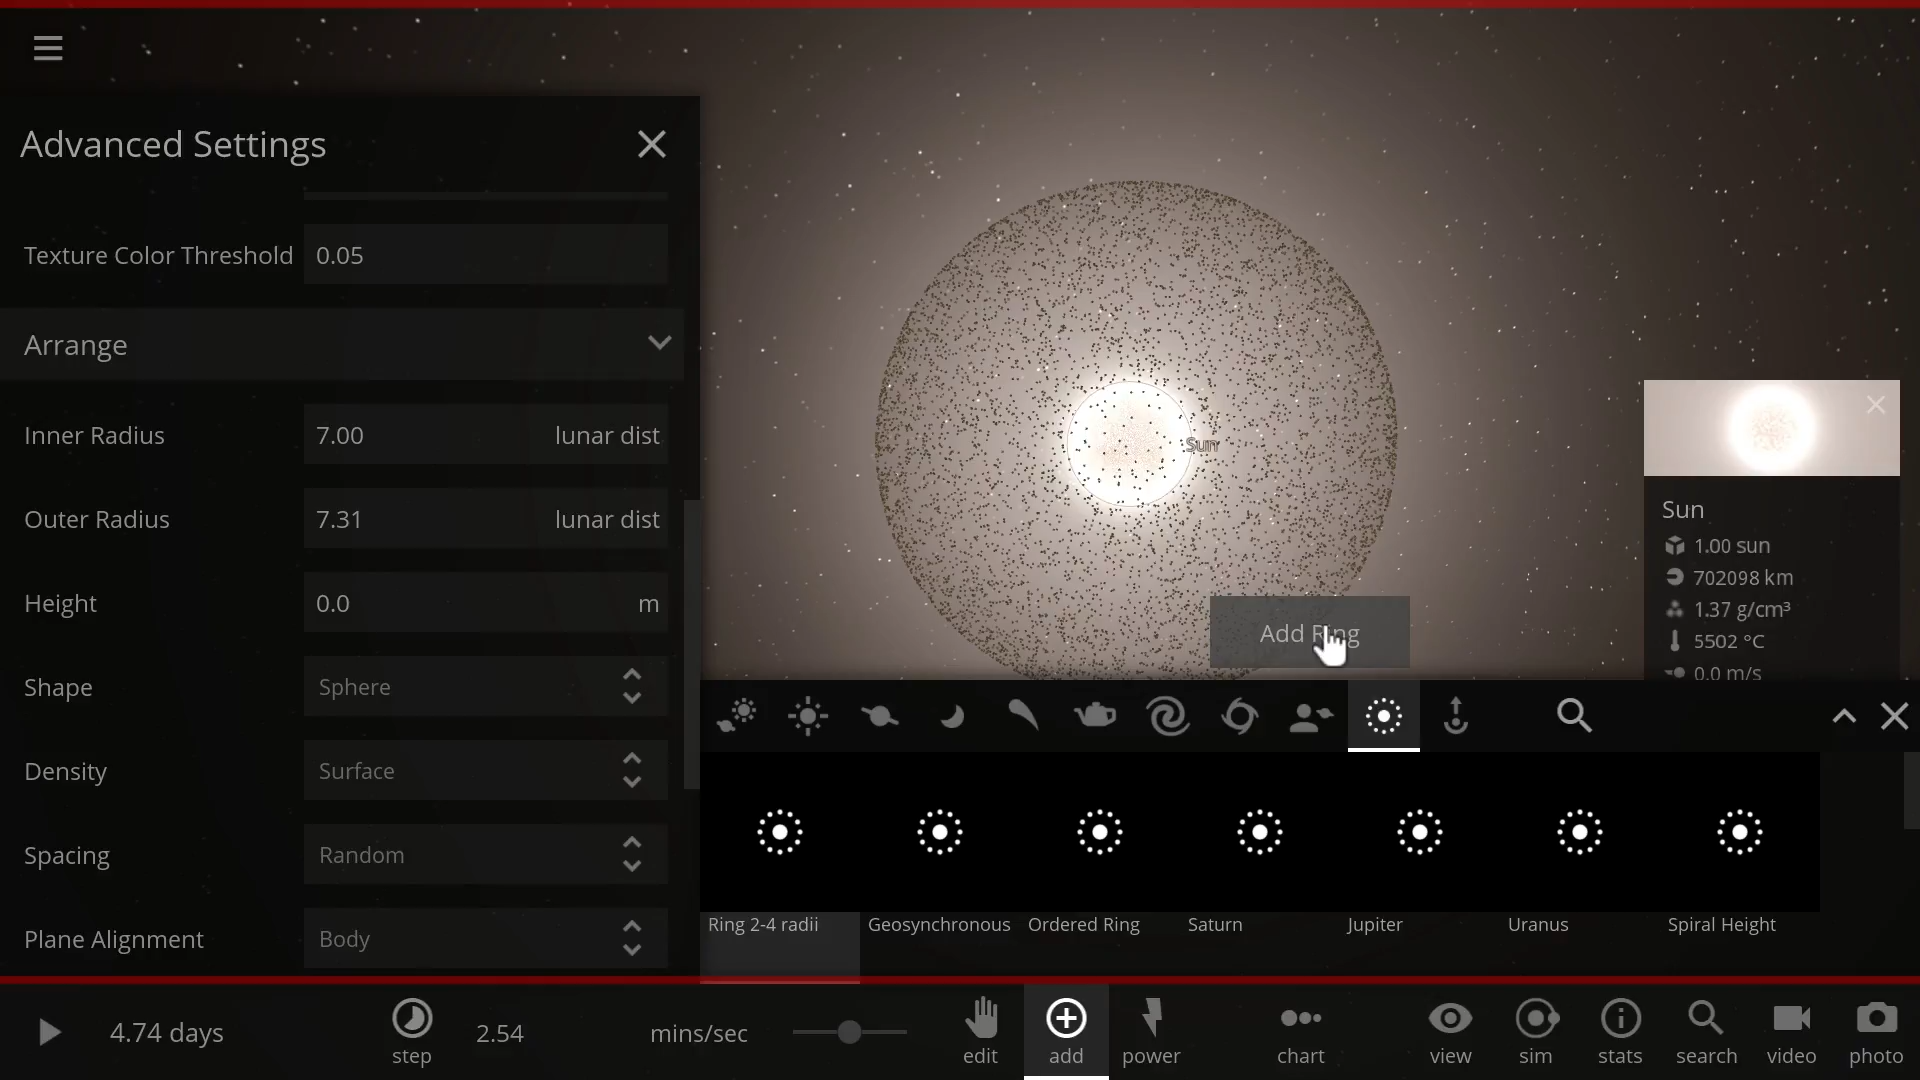 Advanced Settings
Texture Color Threshold 0.05
Arrange
Inner Radius 7.00 lunar dist
Outer Radius 7.31 lunar dist
Height 0.0 m
Shape Sphere
Density Surface
Spacing Random
Plane Alignment Body
Sun
Add Ring
Sun
1.00 sun
702098 km
1.37 g/cm³
5502 °C
0.0 m/s
Ring 2-4 radii Geosynchronous Ordered Ring Saturn Jupiter Uranus Spiral Height
4.74 days step 2.54 mins/sec edit add power chart view sim stats search video photo